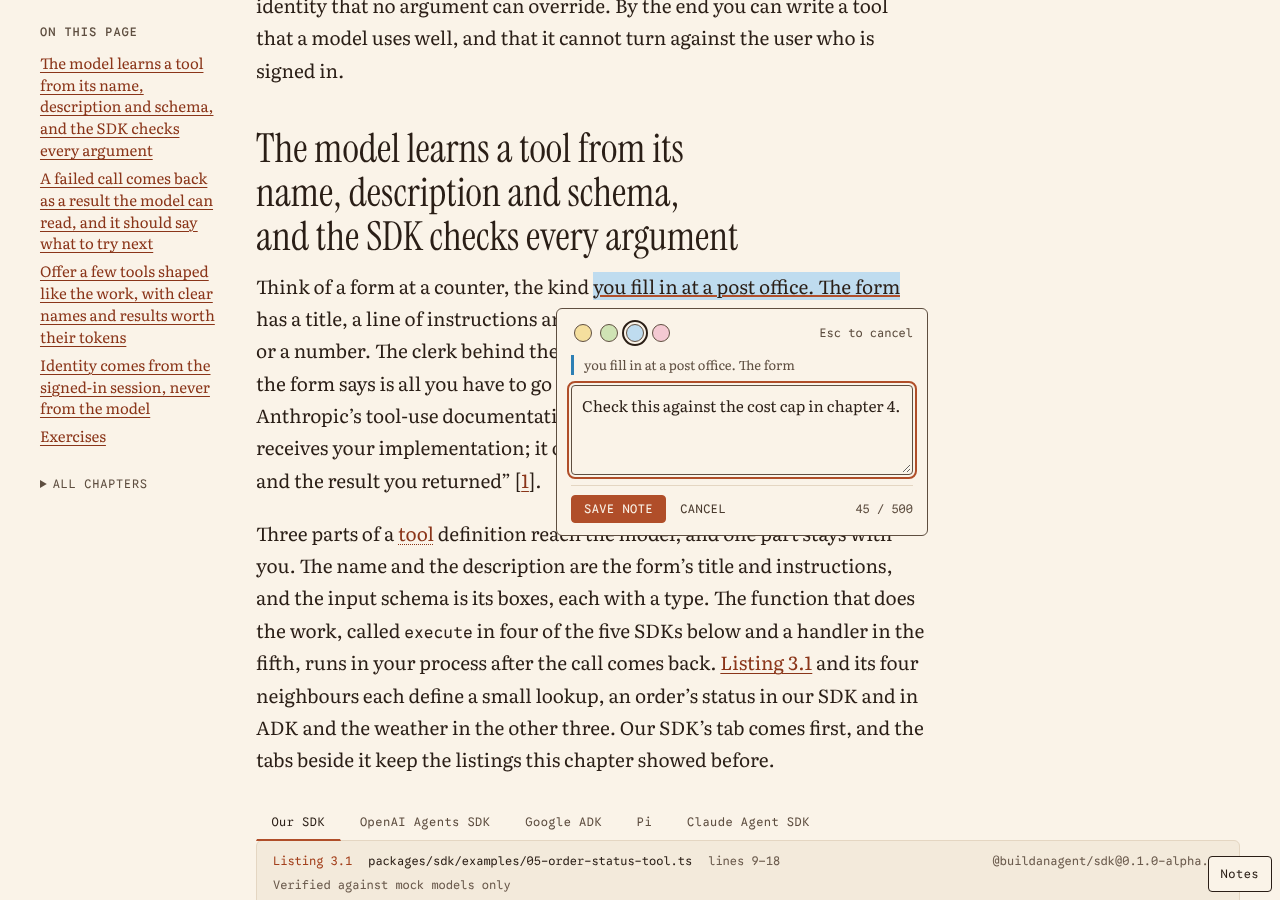 ON THIS PAGE
The model learns a tool
from its name,
description and schema,
and the SDK checks
every argument
A failed call comes back
as a result the model can
read, and it should say
what to try next
Offer a few tools shaped
like the work, with clear
names and results worth
their tokens
Identity comes from the
signed-in session, never
from the model
Exercises
ALL CHAPTERS
identity that no argument can override. By the end you can write a tool
that a model uses well, and that it cannot turn against the user who is
signed in.
The model learns a tool from its
name, description and schema,
and the SDK checks every argument
Think of a form at a counter, the kind you fill in at a post office. The form
has a title, a line of instructions
or a number. The clerk behind the
the form says is all you have to go
Anthropic’s tool-use
receives your implementation; it
and the result you returned” [1].
Esc to cancel
you fill in at a post office. The form
Check this against the cost cap in chapter 4.
SAVE NOTE
CANCEL
45 / 500
Three parts of a tool definition reach the model, and one part stays with
you. The name and the description are the form’s title and instructions,
and the input schema is its boxes, each with a type. The function that does
the work, called execute in four of the five SDKs below and a handler in the
fifth, runs in your process after the call comes back. Listing 3.1 and its four
neighbours each define a small lookup, an order’s status in our SDK and in
ADK and the weather in the other three. Our SDK’s tab comes first, and the
tabs beside it keep the listings this chapter showed before.
Our SDK OpenAI Agents SDK Google ADK Pi Claude Agent SDK
Listing 3.1 packages/sdk/examples/05-order-status-tool.ts lines 9–18 @buildanagent/sdk@0.1.0-alpha.
Verified against mock models only
Notes